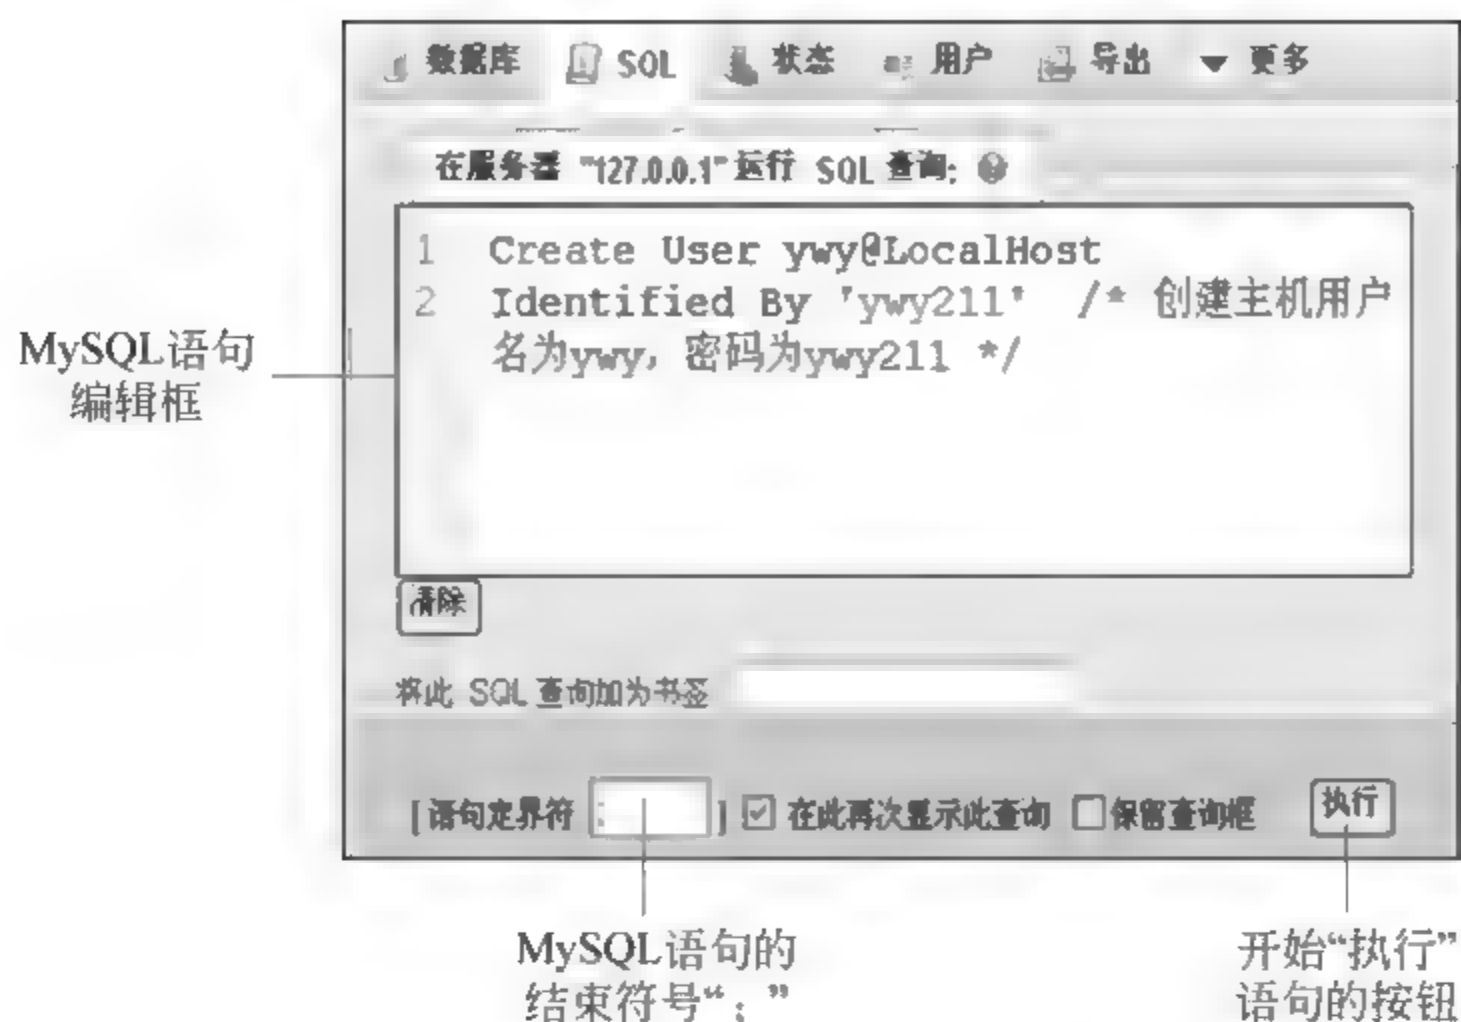 数据库 SQL 状态 用户 导出 更多
在服务器 "127.0.0.1" 运行 SQL 查询:
1 Create User ywy@LocalHost
2 Identified By 'ywy211' /* 创建主机用户
名为ywy，密码为ywy211 */
MySQL语句
编辑框
清除
将此 SQL 查询加为书签
[ 语句定界符 ; ] 在此再次显示此查询 保留查询框 执行
MySQL语句的
结束符号“；”
开始“执行”
语句的按钮